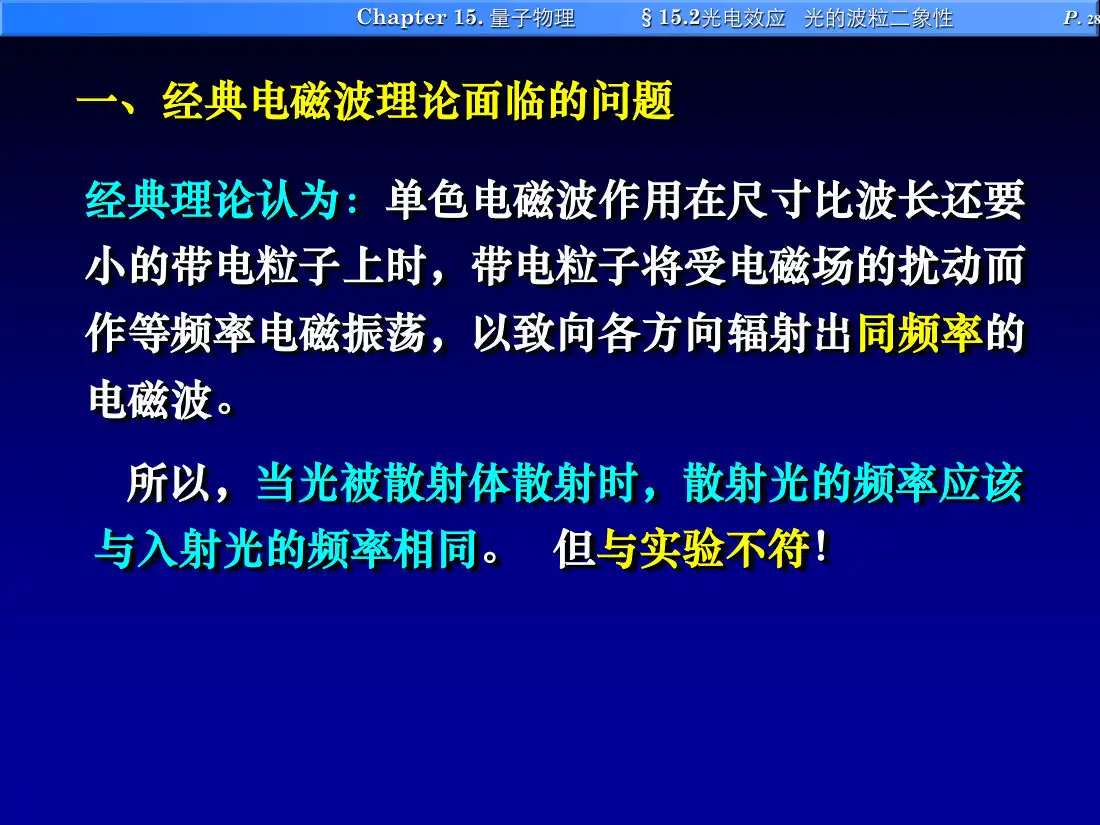 Chapter 15. 量子物理 §15.2光电效应 光的波粒二象性 P. 28
一、经典电磁波理论面临的问题
经典理论认为：单色电磁波作用在尺寸比波长还要
小的带电粒子上时，带电粒子将受电磁场的扰动而
作等频率电磁振荡，以致向各方向辐射出同频率的
电磁波。
所以，当光被散射体散射时，散射光的频率应该
与入射光的频率相同。 但与实验不符！